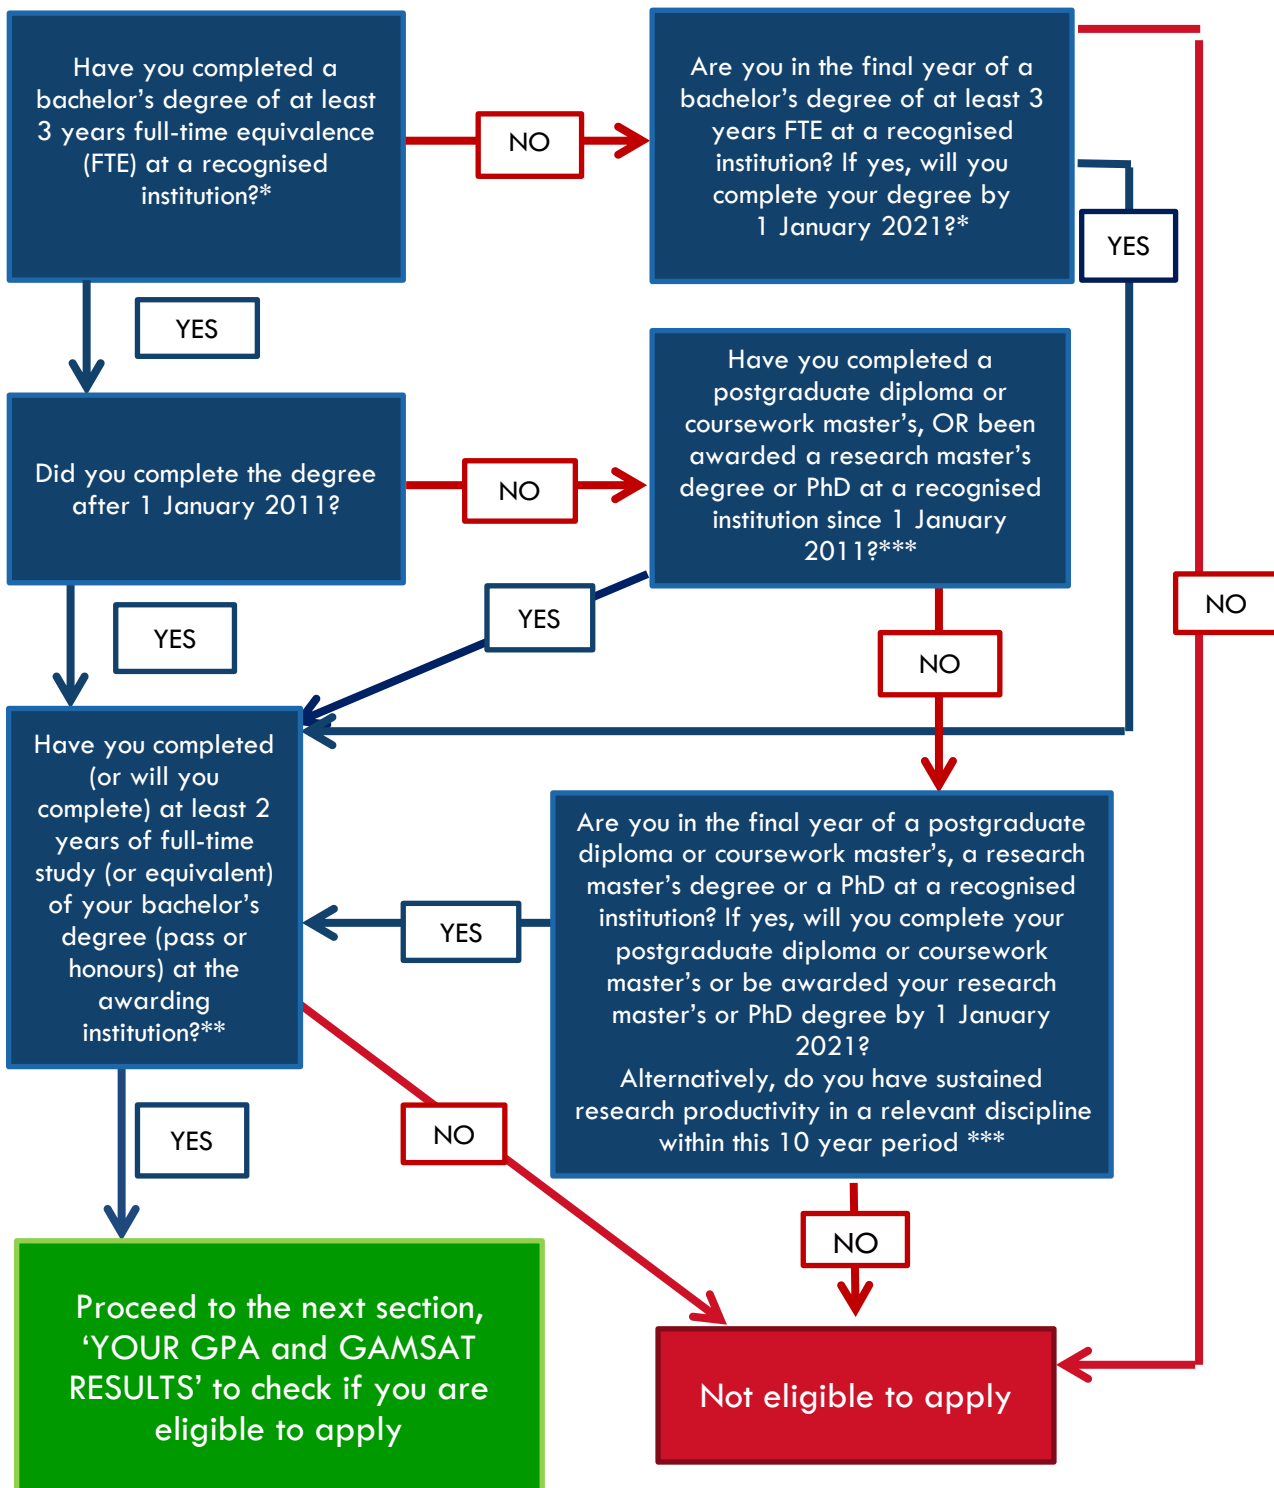 Have you completed a
bachelor’s degree of at least
3 years full-time equivalence
(FTE) at a recognised
institution?*
NO
Are you in the final year of a
bachelor’s degree of at least 3
years FTE at a recognised
institution? If yes, will you
complete your degree by
1 January 2021?*
YES
YES
Did you complete the degree
after 1 January 2011?
NO
Have you completed a
postgraduate diploma or
coursework master’s, OR been
awarded a research master’s
degree or PhD at a recognised
institution since 1 January
2011?***
NO
YES
YES
NO
Have you completed
(or will you
complete) at least 2
years of full-time
study (or equivalent)
of your bachelor’s
degree (pass or
honours) at the
awarding
institution?**
YES
Are you in the final year of a postgraduate
diploma or coursework master’s, a research
master’s degree or a PhD at a recognised
institution? If yes, will you complete your
postgraduate diploma or coursework
master’s or be awarded your research
master’s or PhD degree by 1 January
2021?
Alternatively, do you have sustained
research productivity in a relevant discipline
within this 10 year period ***
YES
NO
NO
Proceed to the next section,
‘YOUR GPA and GAMSAT
RESULTS’ to check if you are
eligible to apply
Not eligible to apply